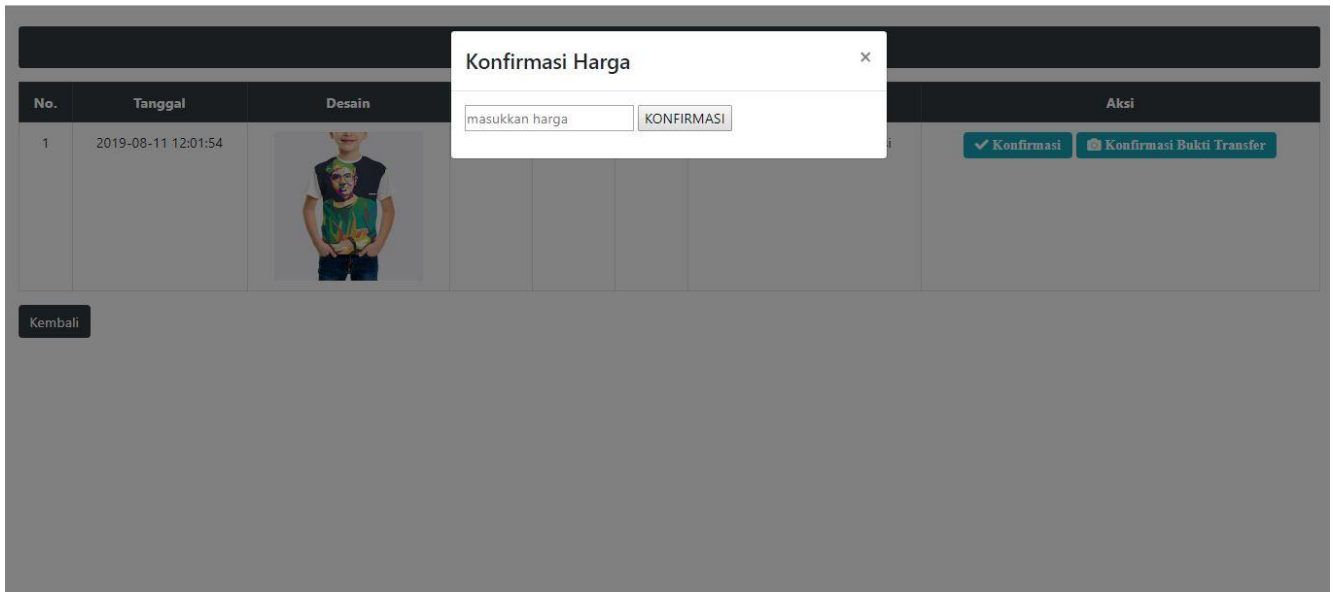 Konfirmasi Harga ×
masukkan harga KONFIRMASI
No. Tanggal Desain Aksi
1 2019-08-11 12:01:54 Konfirmasi Konfirmasi Bukti Transfer
Kembali